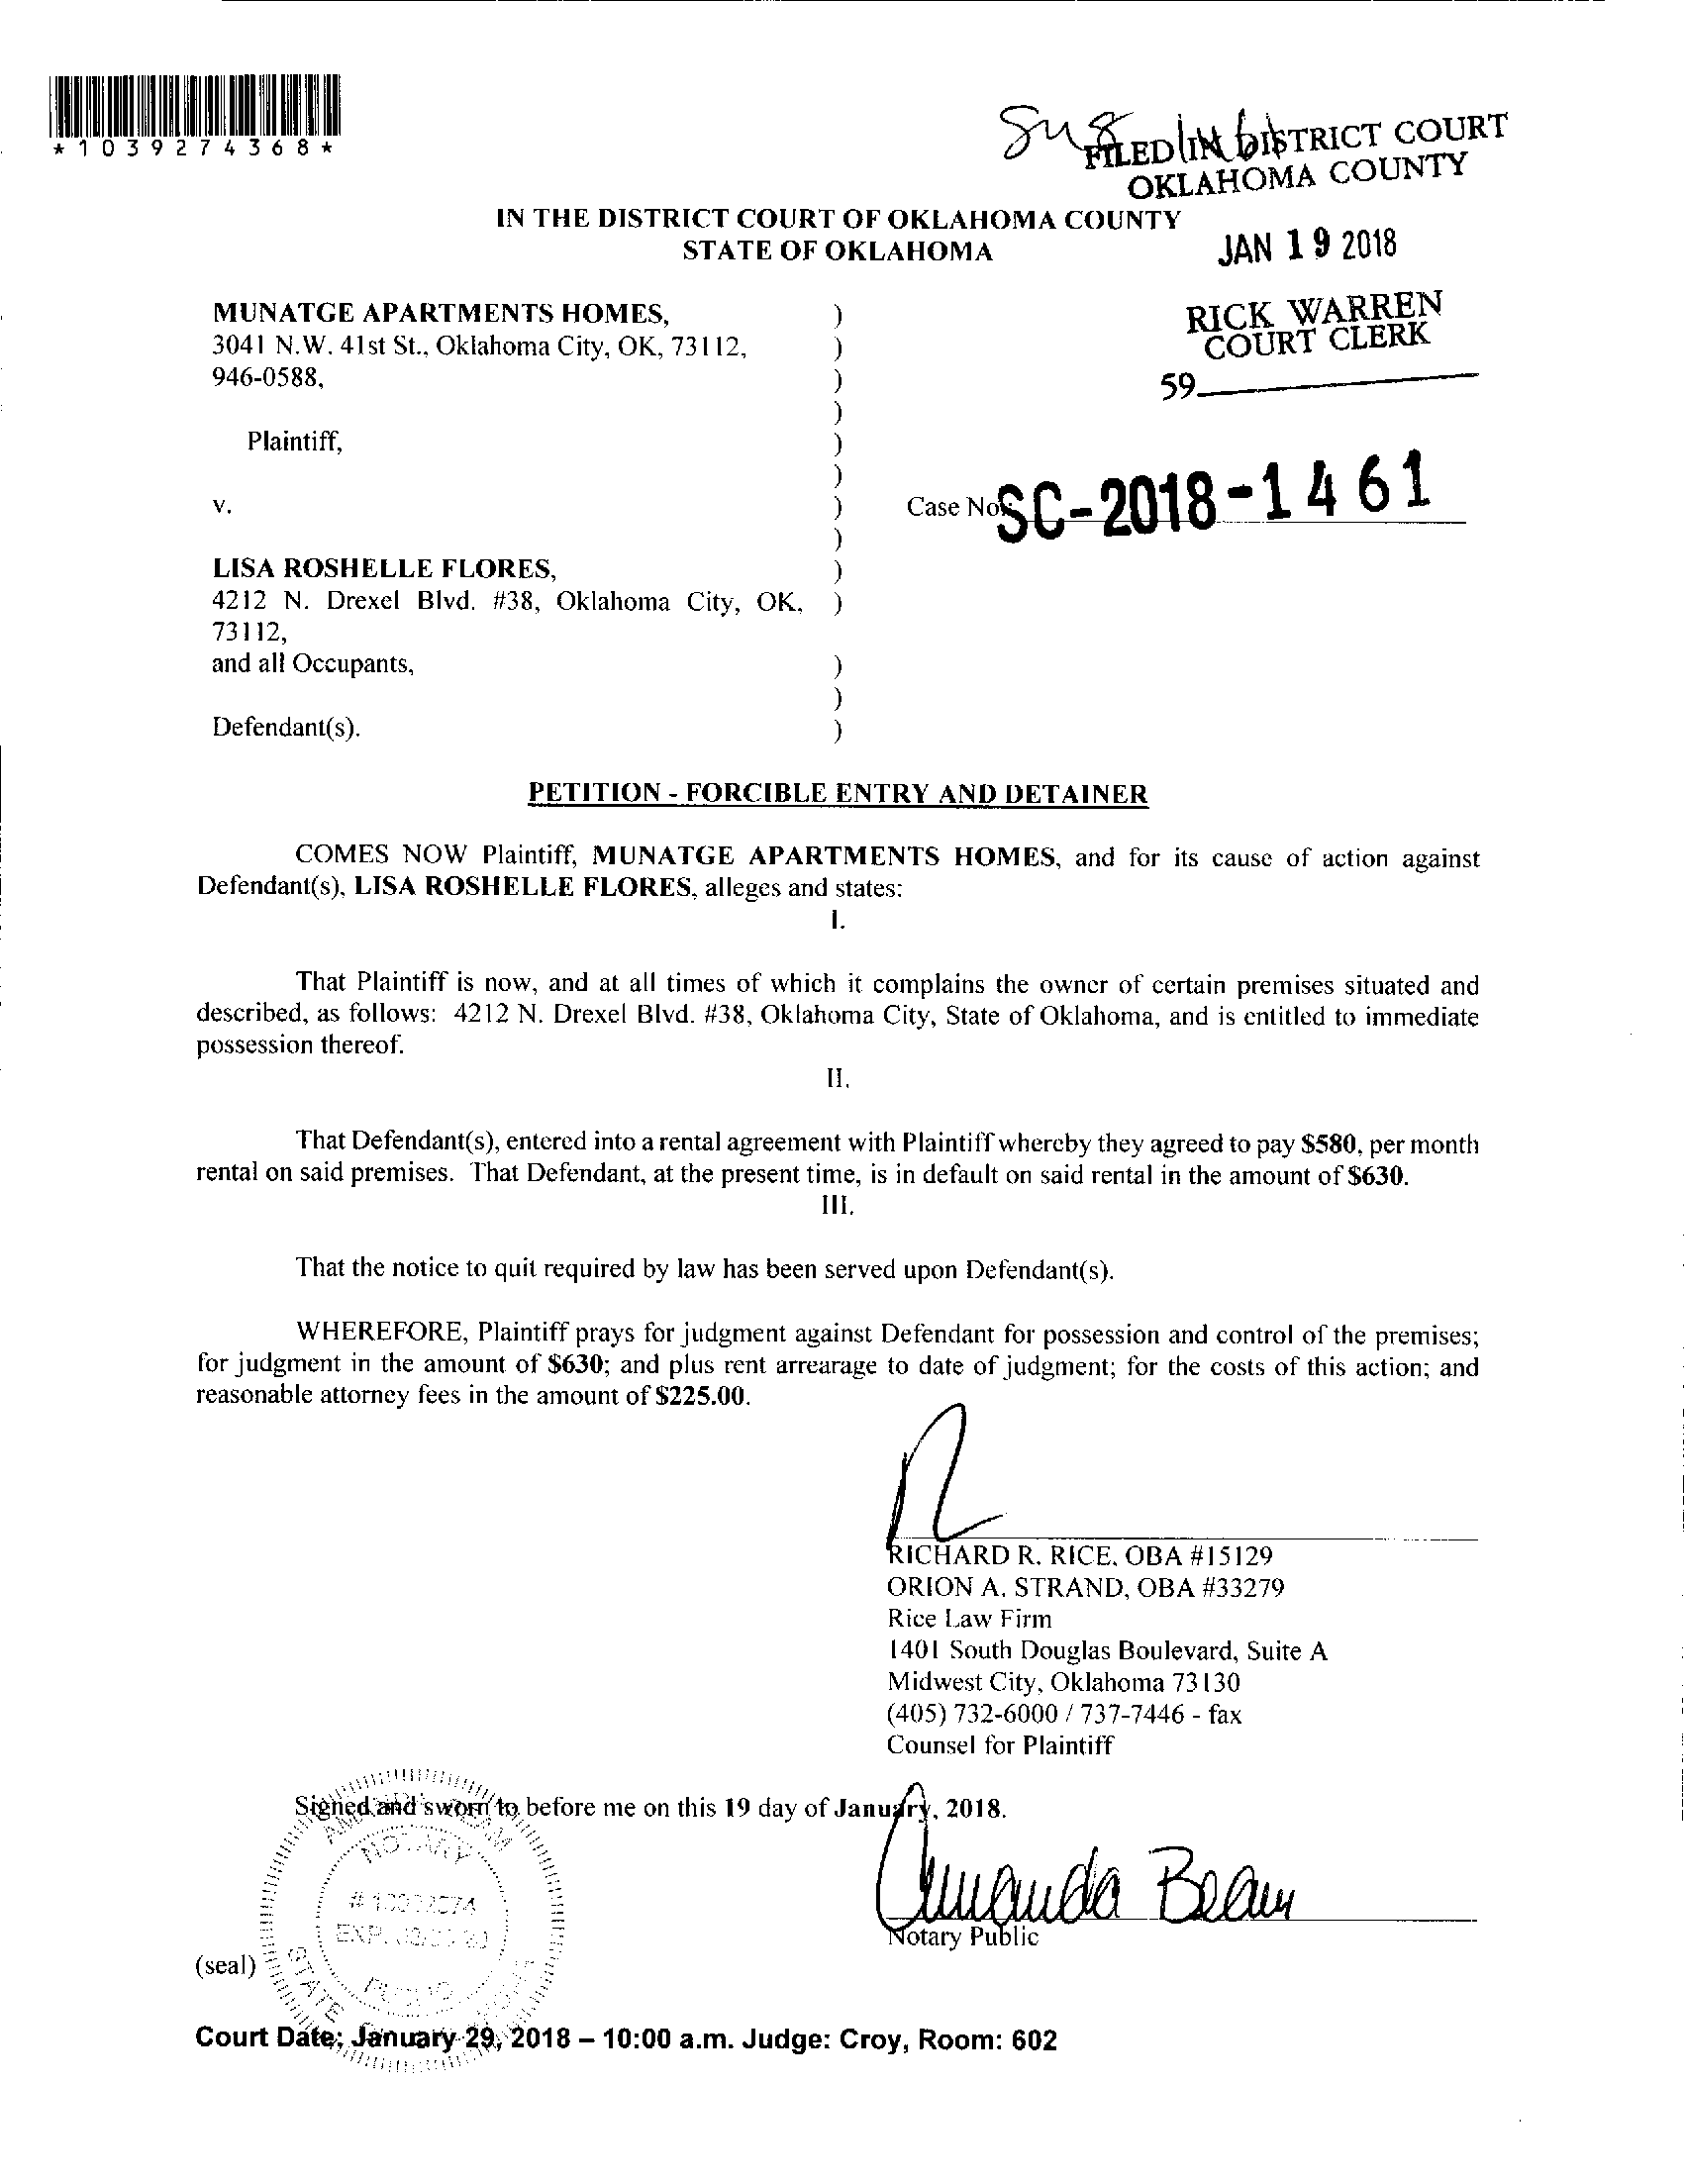 *1039274368*
FILED IN DISTRICT COURT
OKLAHOMA COUNTY
IN THE DISTRICT COURT OF OKLAHOMA COUNTY
STATE OF OKLAHOMA
JAN 19 2018
MUNATGE APARTMENTS HOMES, )
3041 N.W. 41st St., Oklahoma City, OK, 73112, )
946-0588, )
)
RICK WARREN
COURT CLERK
59
Plaintiff, )
)
v. )
Case No. SC-2018-1461
)
LISA ROSHELLE FLORES, )
4212 N. Drexel Blvd. #38, Oklahoma City, OK, )
73112,
and all Occupants, )
)
Defendant(s). )
PETITION - FORCIBLE ENTRY AND DETAINER
COMES NOW Plaintiff, MUNATGE APARTMENTS HOMES, and for its cause of action against
Defendant(s), LISA ROSHELLE FLORES, alleges and states:
I.
That Plaintiff is now, and at all times of which it complains the owner of certain premises situated and
described, as follows: 4212 N. Drexel Blvd. #38, Oklahoma City, State of Oklahoma, and is entitled to immediate
possession thereof.
II.
That Defendant(s), entered into a rental agreement with Plaintiff whereby they agreed to pay $580, per month
rental on said premises. That Defendant, at the present time, is in default on said rental in the amount of $630.
III.
That the notice to quit required by law has been served upon Defendant(s).
WHEREFORE, Plaintiff prays for judgment against Defendant for possession and control of the premises;
for judgment in the amount of $630; and plus rent arrearage to date of judgment; for the costs of this action; and
reasonable attorney fees in the amount of $225.00.
RICHARD R. RICE, OBA #15129
ORION A. STRAND, OBA #33279
Rice Law Firm
1401 South Douglas Boulevard, Suite A
Midwest City, Oklahoma 73130
(405) 732-6000 / 737-7446 - fax
Counsel for Plaintiff
Signed and sworn to before me on this 19 day of January, 2018.
NOTARY
PUBLIC
STATE
Amanda Beam
Notary Public
(seal)
Court Date; January 29, 2018 – 10:00 a.m. Judge: Croy, Room: 602